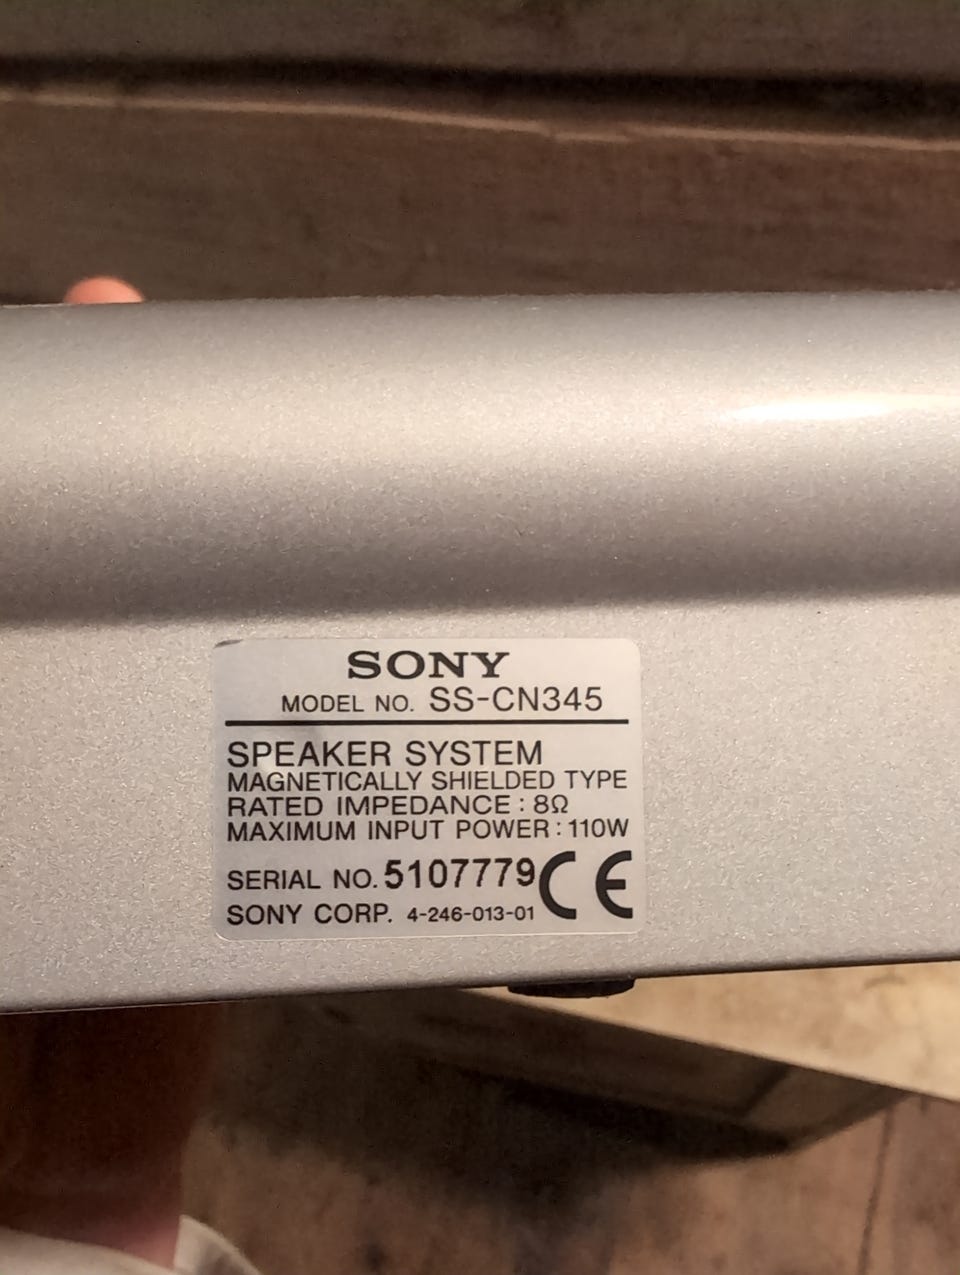 SONY
MODEL NO. SS-CN345
SPEAKER SYSTEM
MAGNETICALLY SHIELDED TYPE
RATED IMPEDANCE : 8Ω
MAXIMUM INPUT POWER : 110W
SERIAL NO. 5107779 CE
SONY CORP. 4-246-013-01